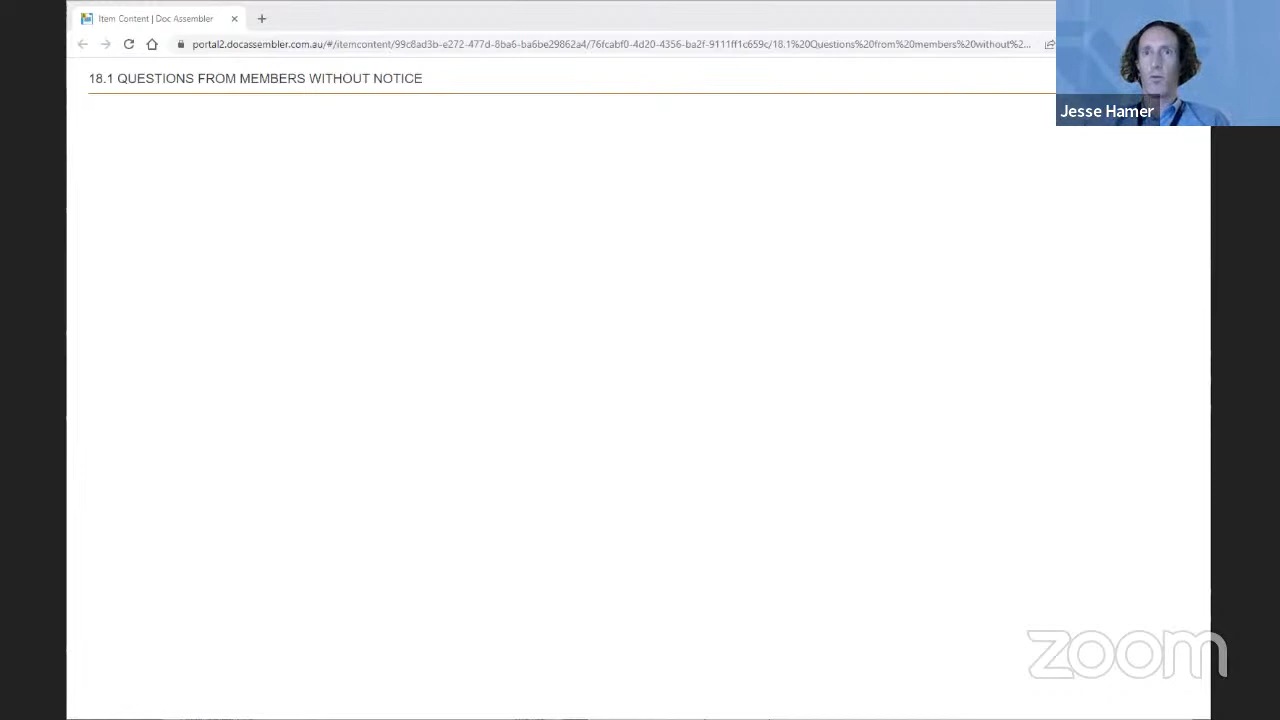 Item Content | Doc Assembler
portal2.docassembler.com.au/#/itemcontent/99c8ad3b-e272-477d-8ba6-ba6be29862a4/76fcabf0-4d20-4356-ba2f-9111ff1c659c/18.1%20Questions%20from%20members%20without%2...
18.1 QUESTIONS FROM MEMBERS WITHOUT NOTICE
Jesse Hamer
zoom